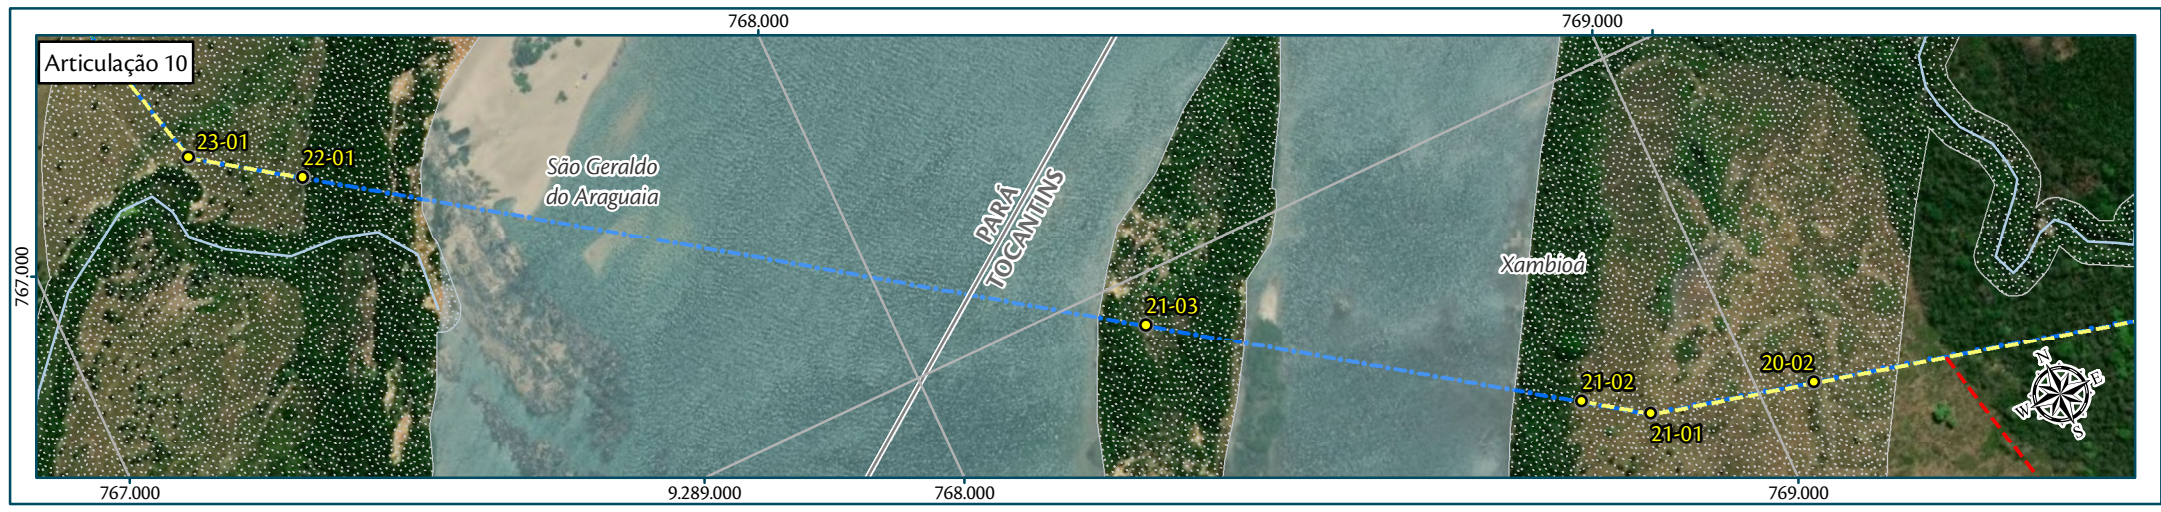 768.000
769.000
Articulação 10
23-01
22-01
São Geraldo
do Araguaia
PARÁ
TOCANTINS
Xambioá
767.000
21-03
21-02
20-02
21-01
N
E
W
S
767.000
9.289.000
768.000
769.000